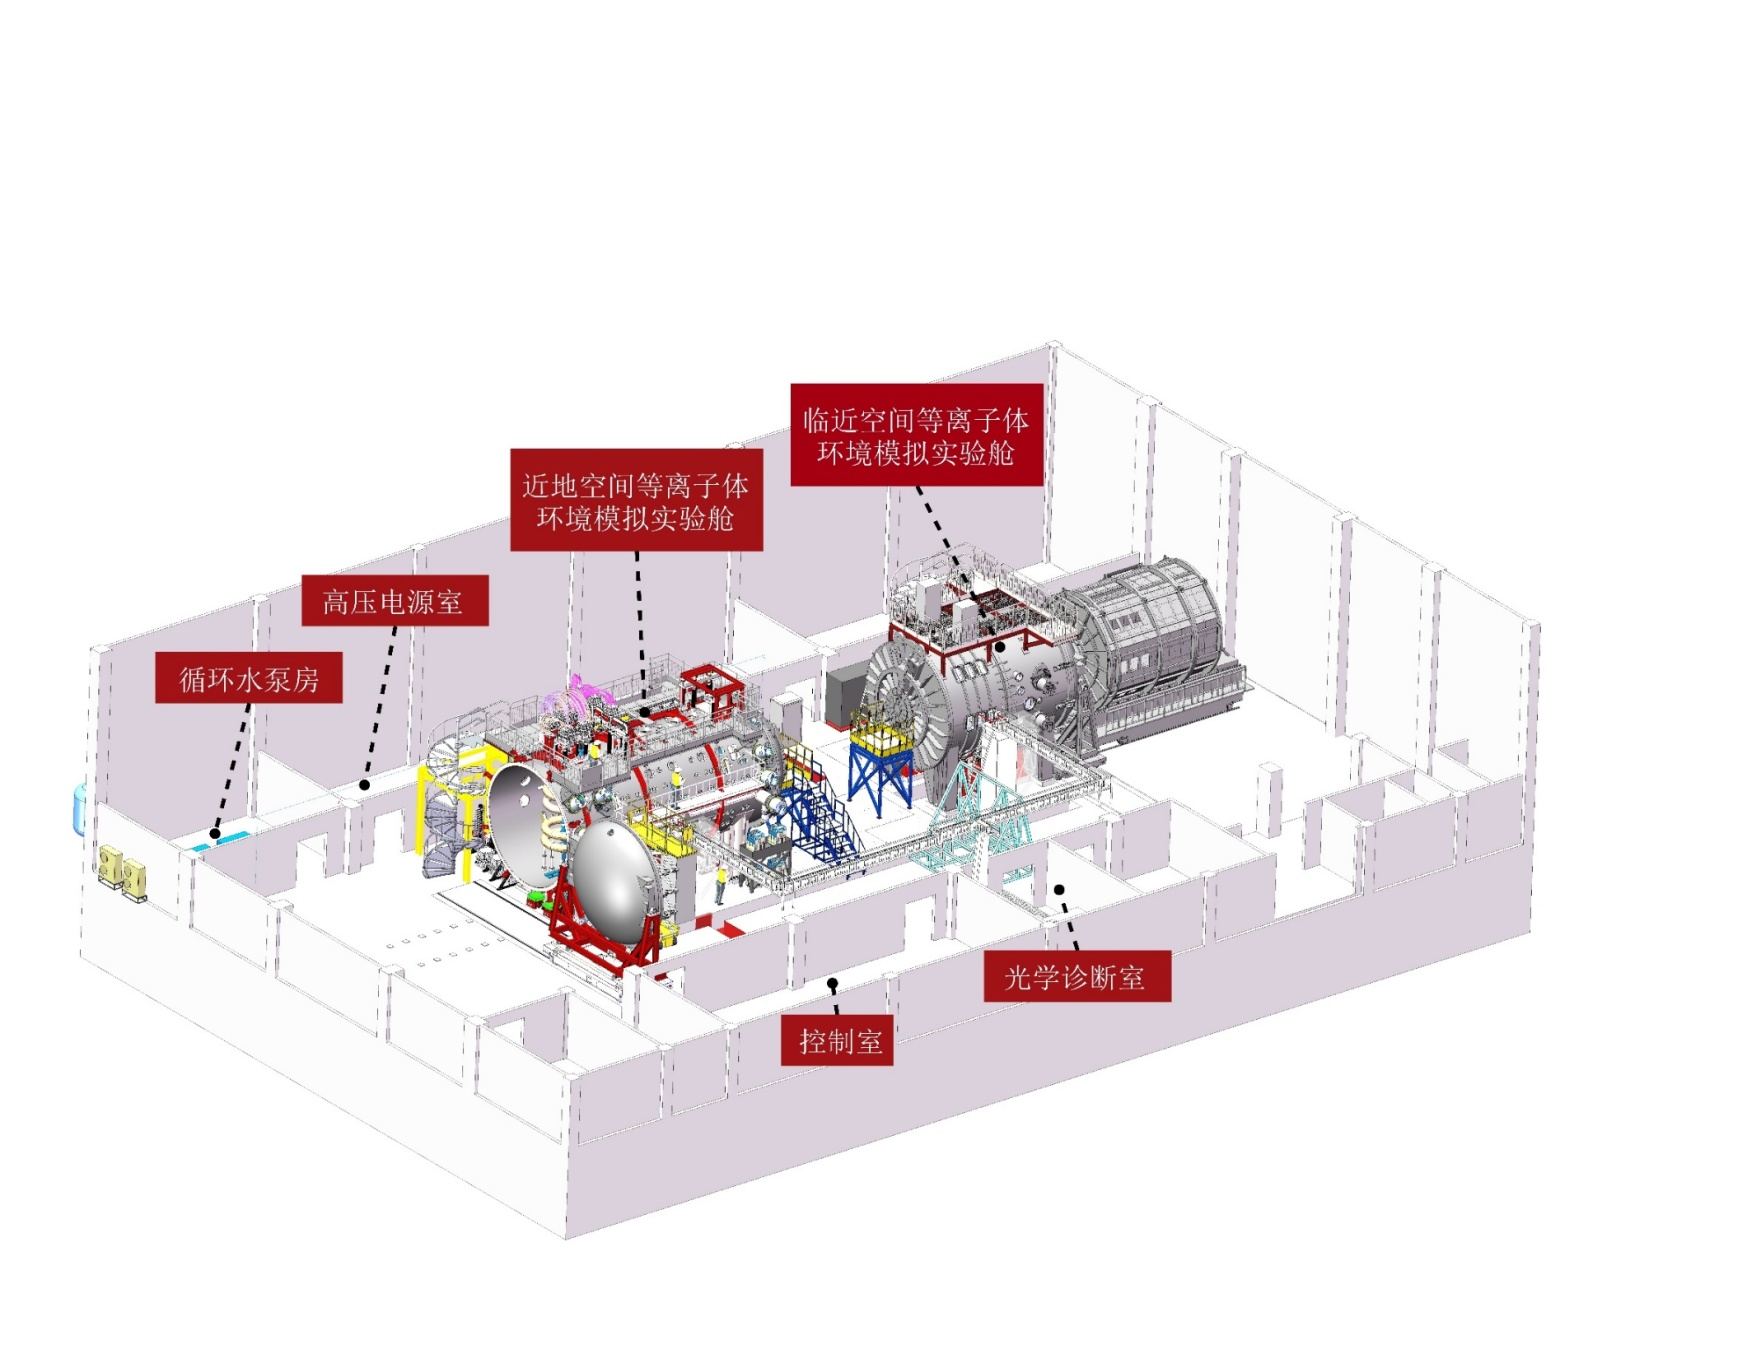 临近空间等离子体
环境模拟实验舱
近地空间等离子体
环境模拟实验舱
高压电源室
循环水泵房
光学诊断室
控制室